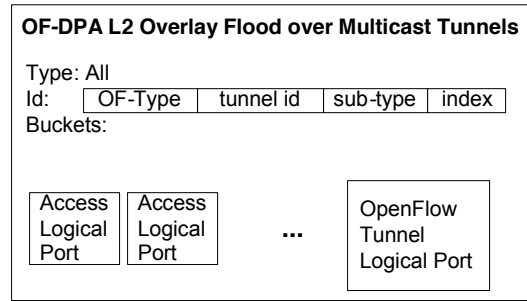 OF-DPA L2 Overlay Flood over Multicast Tunnels
Type: All
Id: OF-Type tunnel id sub-type index
Buckets:
Access Logical Port
Access Logical Port
...
OpenFlow Tunnel Logical Port